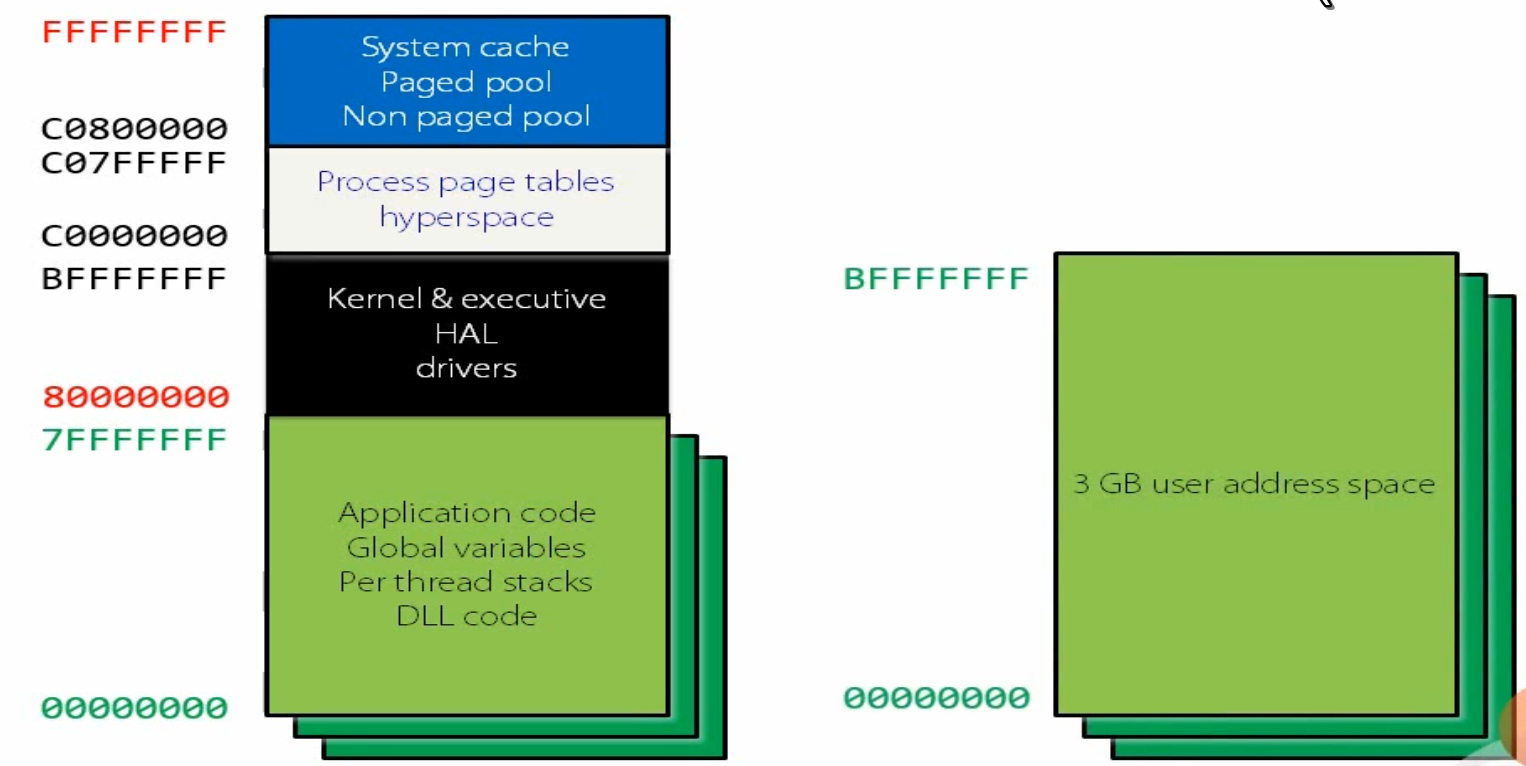 FFFFFFFF
System cache
Paged pool
Non paged pool
C0800000
C07FFFFF
Process page tables
hyperspace
C0000000
BFFFFFFF
Kernel & executive
HAL
drivers
80000000
7FFFFFFF
Application code
Global variables
Per thread stacks
DLL code
00000000
BFFFFFFF
3 GB user address space
00000000